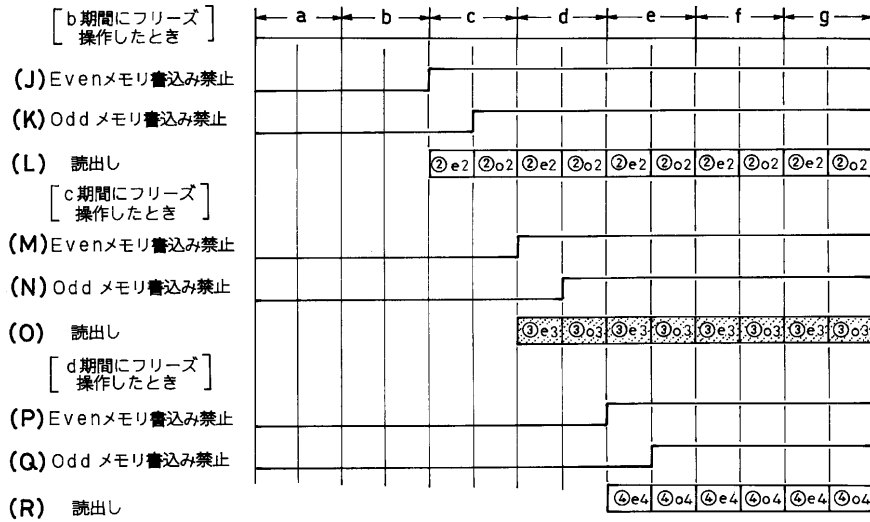 [b期間にフリーズ
操作したとき]
a b c d e f g
(J) Evenメモリ書込み禁止
(K) Odd メモリ書込み禁止
(L) 読出し ②e2 ②o2 ②e2 ②o2 ②e2 ②o2 ②e2 ②o2 ②e2 ②o2
[c期間にフリーズ
操作したとき]
(M) Evenメモリ書込み禁止
(N) Odd メモリ書込み禁止
(O) 読出し ③e3 ③o3 ③e3 ③o3 ③e3 ③o3 ③e3 ③o3
[d期間にフリーズ
操作したとき]
(P) Evenメモリ書込み禁止
(Q) Odd メモリ書込み禁止
(R) 読出し ④e4 ④o4 ④e4 ④o4 ④e4 ④o4